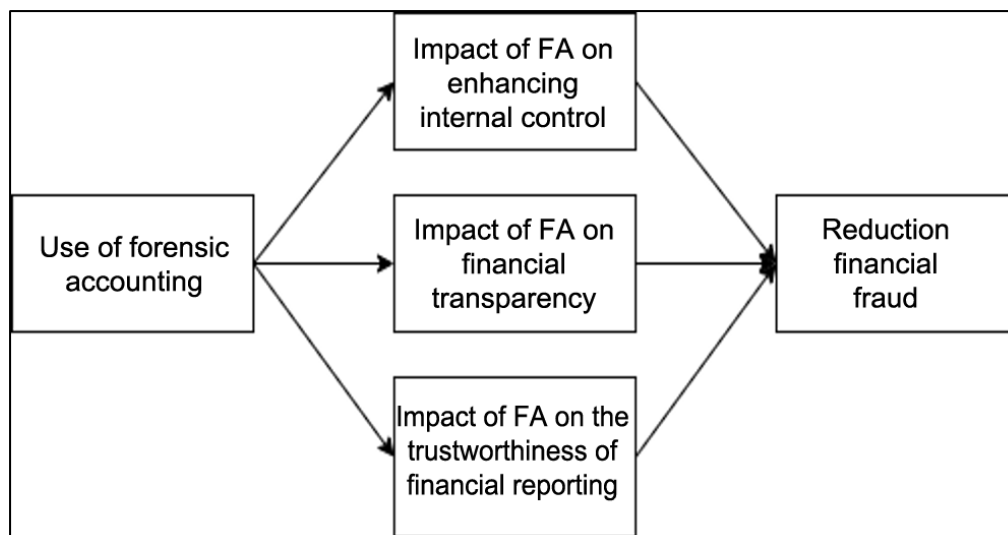 Impact of FA on
enhancing
internal control
Use of forensic
accounting
Impact of FA on
financial
transparency
Reduction
financial
fraud
Impact of FA on the
trustworthiness of
financial reporting